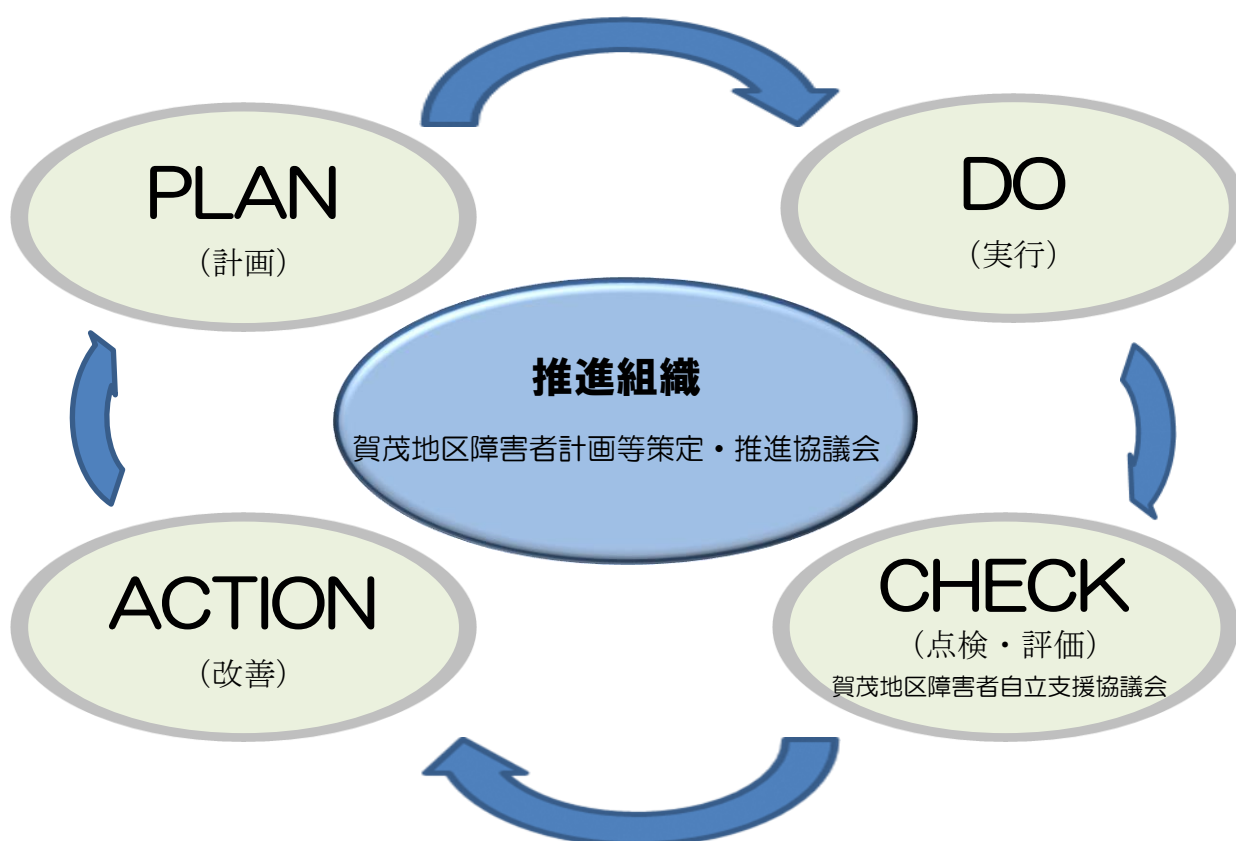 PLAN
（計画）
DO
（実行）
推進組織
賀茂地区障害者計画等策定・推進協議会
ACTION
（改善）
CHECK
（点検・評価）
賀茂地区障害者自立支援協議会